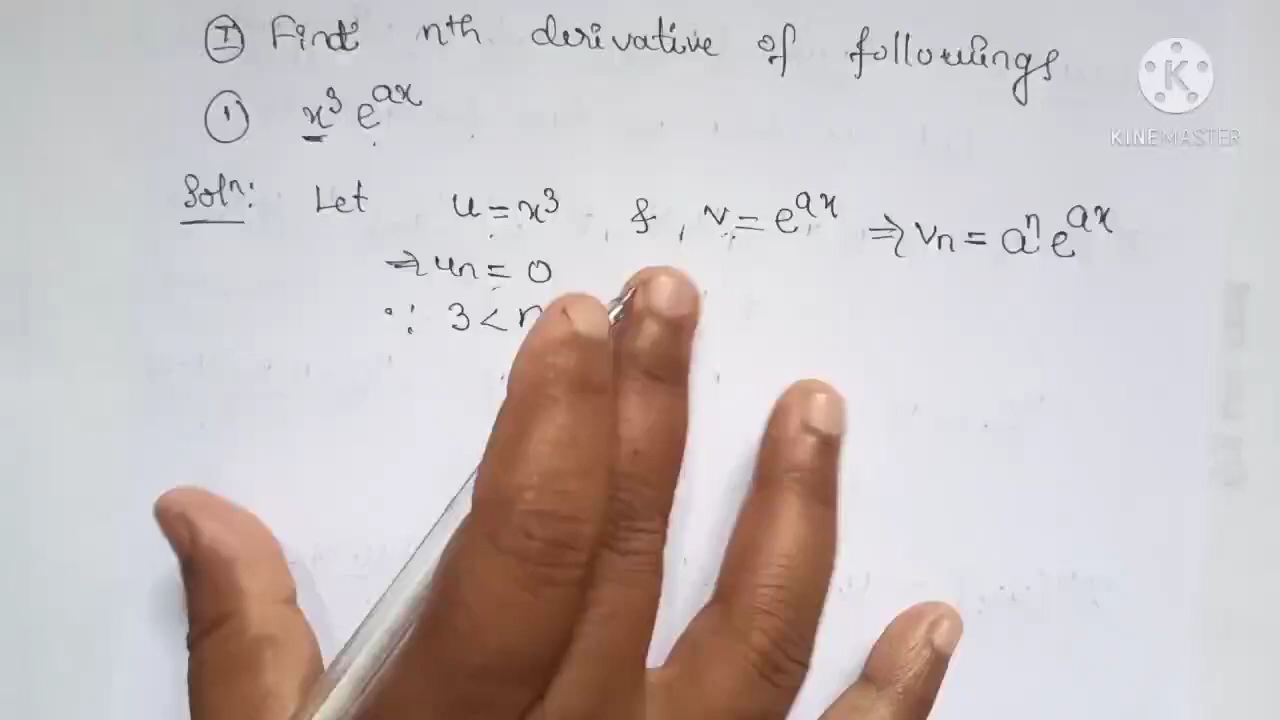 Ⓘ Find nth derivative of followings
① x³ e^ax
Solⁿ: Let u = x³ & , v = e^ax ⇒ vn = aⁿ e^ax
⇒ un = 0
∵ 3 < n
K
KINEMASTER